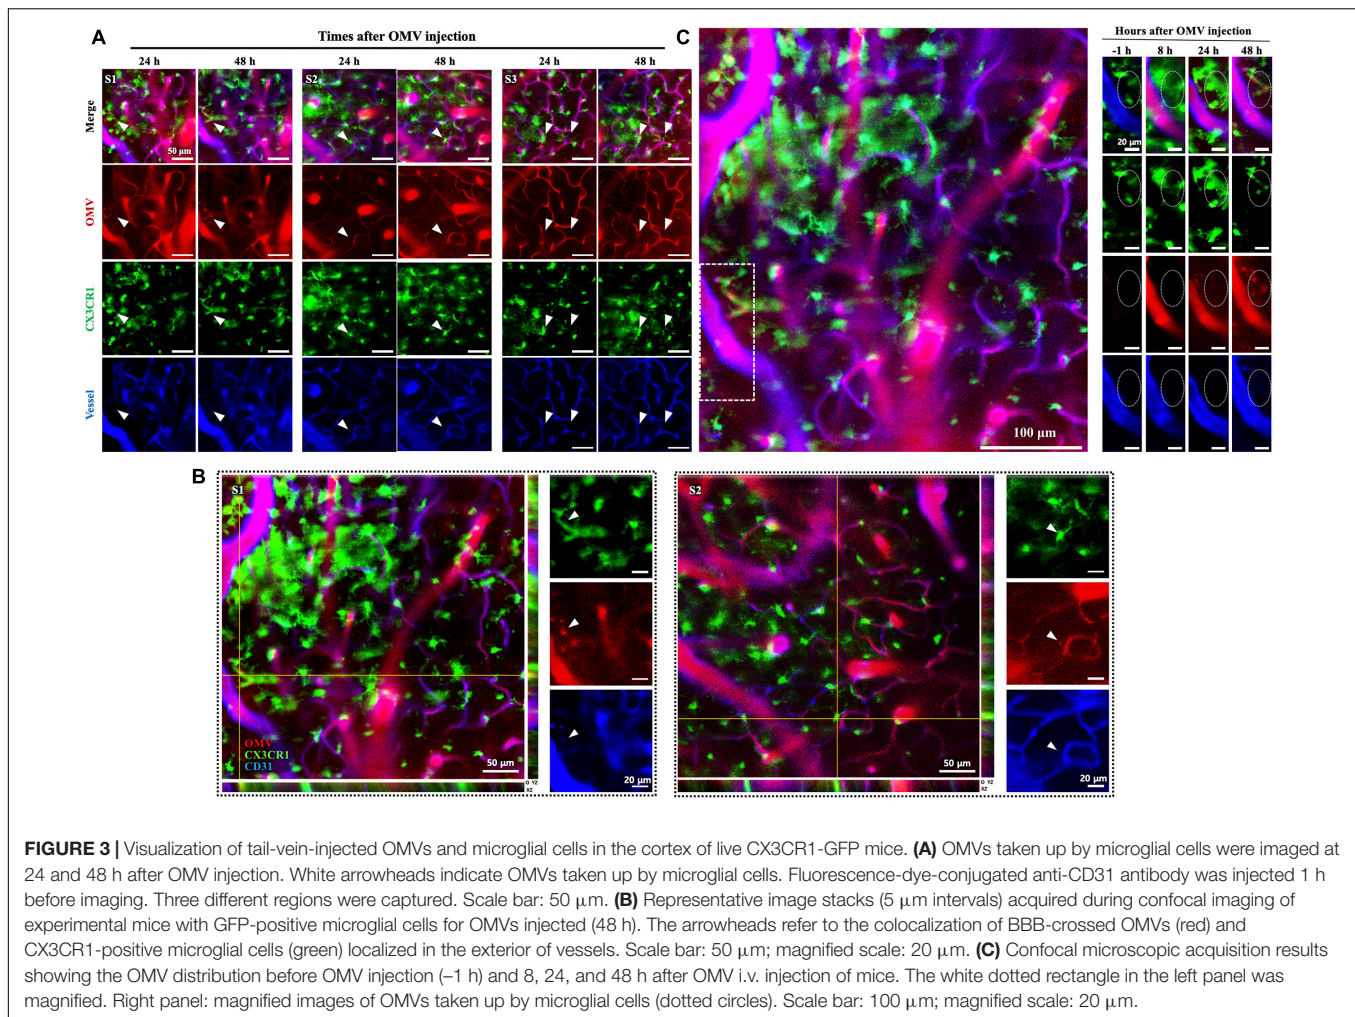 A
Times after OMV injection
24 h 48 h 24 h 48 h 24 h 48 h
Merge
S1
S2
S3
50 μm
OMV
CX3CR1
Vessel
C
100 μm
Hours after OMV injection
-1 h 8 h 24 h 48 h
20 μm
B
S1
OMV
CX3CR1
CD31
50 μm
YZ
XZ
20 μm
S2
50 μm
YZ
XZ
20 μm
FIGURE 3 | Visualization of tail-vein-injected OMVs and microglial cells in the cortex of live CX3CR1-GFP mice. (A) OMVs taken up by microglial cells were imaged at
24 and 48 h after OMV injection. White arrowheads indicate OMVs taken up by microglial cells. Fluorescence-dye-conjugated anti-CD31 antibody was injected 1 h
before imaging. Three different regions were captured. Scale bar: 50 μm. (B) Representative image stacks (5 μm intervals) acquired during confocal imaging of
experimental mice with GFP-positive microglial cells for OMVs injected (48 h). The arrowheads refer to the colocalization of BBB-crossed OMVs (red) and
CX3CR1-positive microglial cells (green) localized in the exterior of vessels. Scale bar: 50 μm; magnified scale: 20 μm. (C) Confocal microscopic acquisition results
showing the OMV distribution before OMV injection (–1 h) and 8, 24, and 48 h after OMV i.v. injection of mice. The white dotted rectangle in the left panel was
magnified. Right panel: magnified images of OMVs taken up by microglial cells (dotted circles). Scale bar: 100 μm; magnified scale: 20 μm.